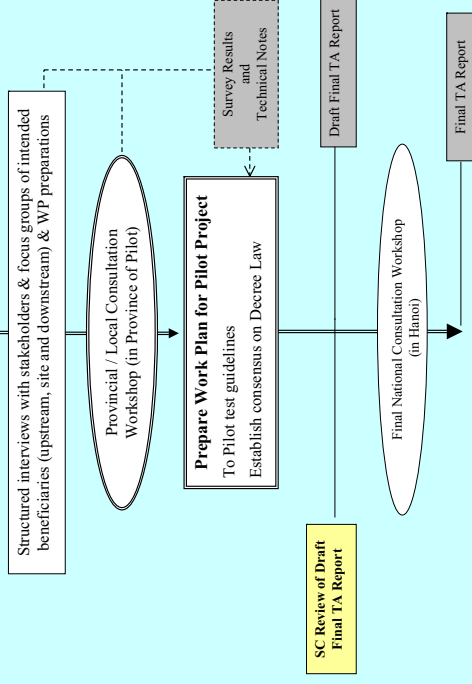 Structured interviews with stakeholders & focus groups of intended
beneficiaries (upstream, site and downstream) & WP preparations
Provincial / Local Consultation
Workshop (in Province of Pilot)
Survey Results
and
Technical Notes
Prepare Work Plan for Pilot Project
To Pilot test guidelines
Establish consensus on Decree Law
SC Review of Draft
Final TA Report
Draft Final TA Report
Final National Consultation Workshop
(in Hanoi)
Final TA Report